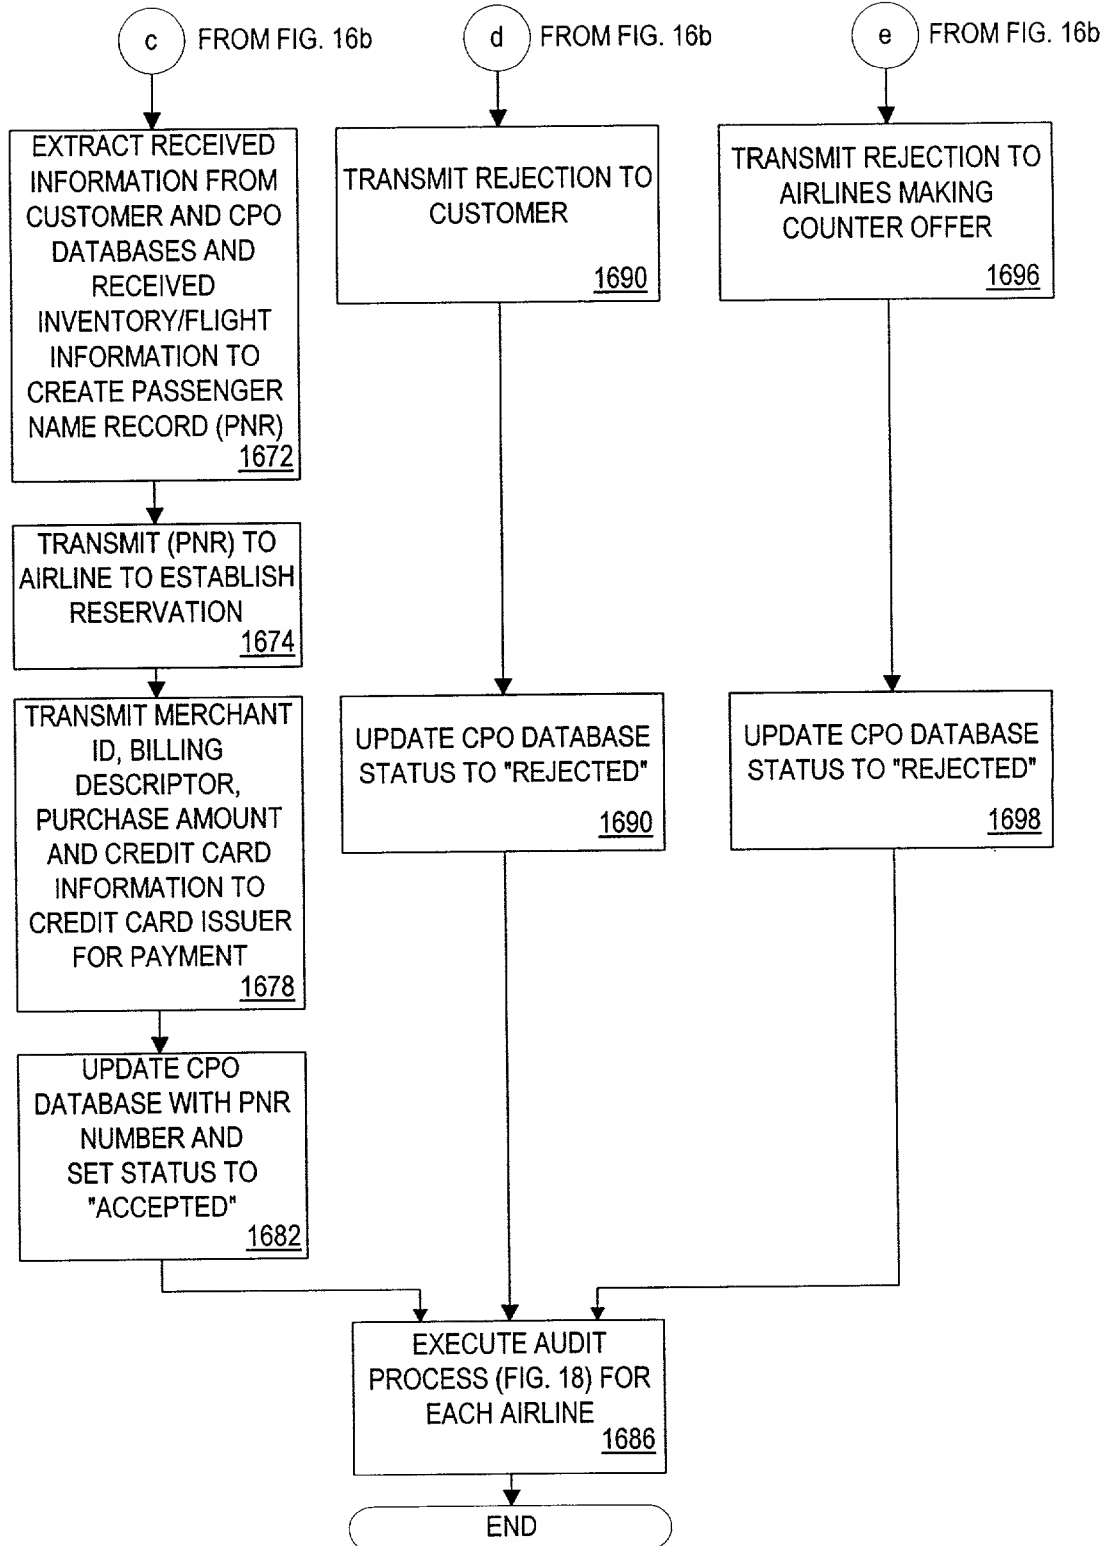 c FROM FIG. 16b
d FROM FIG. 16b
e FROM FIG. 16b
EXTRACT RECEIVED
INFORMATION FROM
CUSTOMER AND CPO
DATABASES AND
RECEIVED
INVENTORY/FLIGHT
INFORMATION TO
CREATE PASSENGER
NAME RECORD (PNR)
1672
TRANSMIT (PNR) TO
AIRLINE TO ESTABLISH
RESERVATION
1674
TRANSMIT MERCHANT
ID, BILLING
DESCRIPTOR,
PURCHASE AMOUNT
AND CREDIT CARD
INFORMATION TO
CREDIT CARD ISSUER
FOR PAYMENT
1678
UPDATE CPO
DATABASE WITH PNR
NUMBER AND
SET STATUS TO
"ACCEPTED"
1682
TRANSMIT REJECTION TO
CUSTOMER
1690
UPDATE CPO DATABASE
STATUS TO "REJECTED"
1690
TRANSMIT REJECTION TO
AIRLINES MAKING
COUNTER OFFER
1696
UPDATE CPO DATABASE
STATUS TO "REJECTED"
1698
EXECUTE AUDIT
PROCESS (FIG. 18) FOR
EACH AIRLINE
1686
END